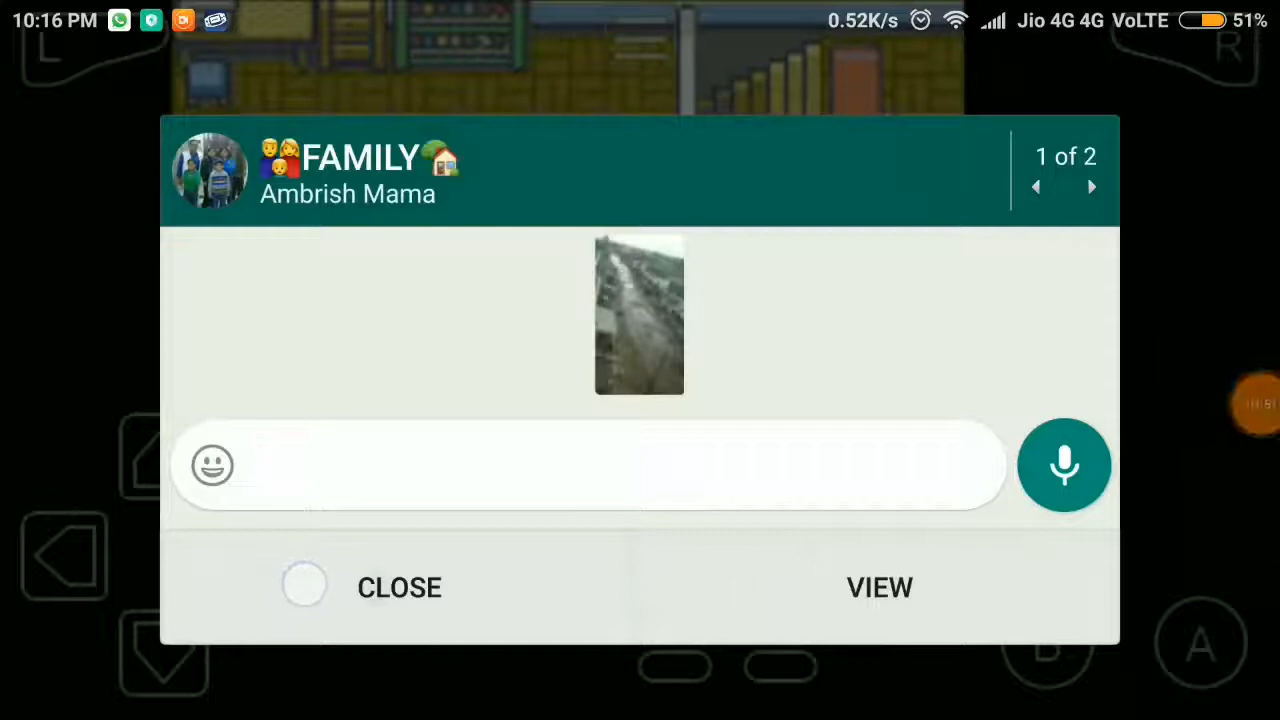 10:16 PM
0.52K/s
Jio 4G 4G VoLTE
51%
L
R
FAMILY
Ambrish Mama
1 of 2
CLOSE
VIEW
B
A